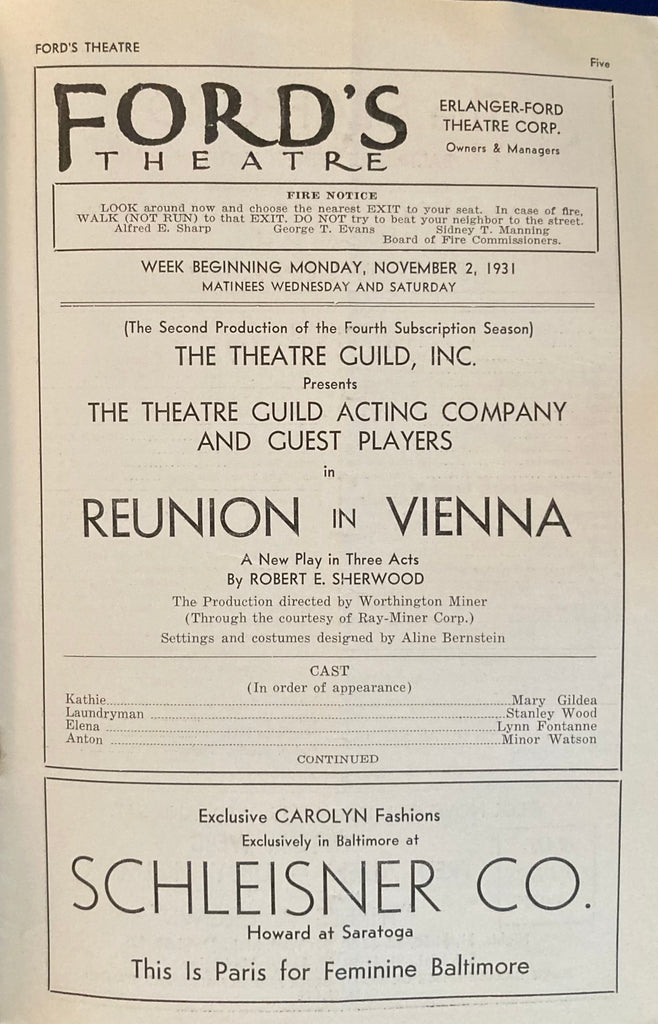 FORD'S THEATRE
Five
FORD'S
THEATRE
ERLANGER-FORD
THEATRE CORP.
Owners & Managers
FIRE NOTICE
LOOK around now and choose the nearest EXIT to your seat. In case of fire,
WALK (NOT RUN) to that EXIT. DO NOT try to beat your neighbor to the street.
Alfred E. Sharp George T. Evans Sidney T. Manning
Board of Fire Commissioners.
WEEK BEGINNING MONDAY, NOVEMBER 2, 1931
MATINEES WEDNESDAY AND SATURDAY
(The Second Production of the Fourth Subscription Season)
THE THEATRE GUILD, INC.
Presents
THE THEATRE GUILD ACTING COMPANY
AND GUEST PLAYERS
in
REUNION IN VIENNA
A New Play in Three Acts
By ROBERT E. SHERWOOD
The Production directed by Worthington Miner
(Through the courtesy of Ray-Miner Corp.)
Settings and costumes designed by Aline Bernstein
CAST
(In order of appearance)
Kathie Mary Gildea
Laundryman Stanley Wood
Elena Lynn Fontanne
Anton Minor Watson
CONTINUED
Exclusive CAROLYN Fashions
Exclusively in Baltimore at
SCHLEISNER CO.
Howard at Saratoga
This Is Paris for Feminine Baltimore